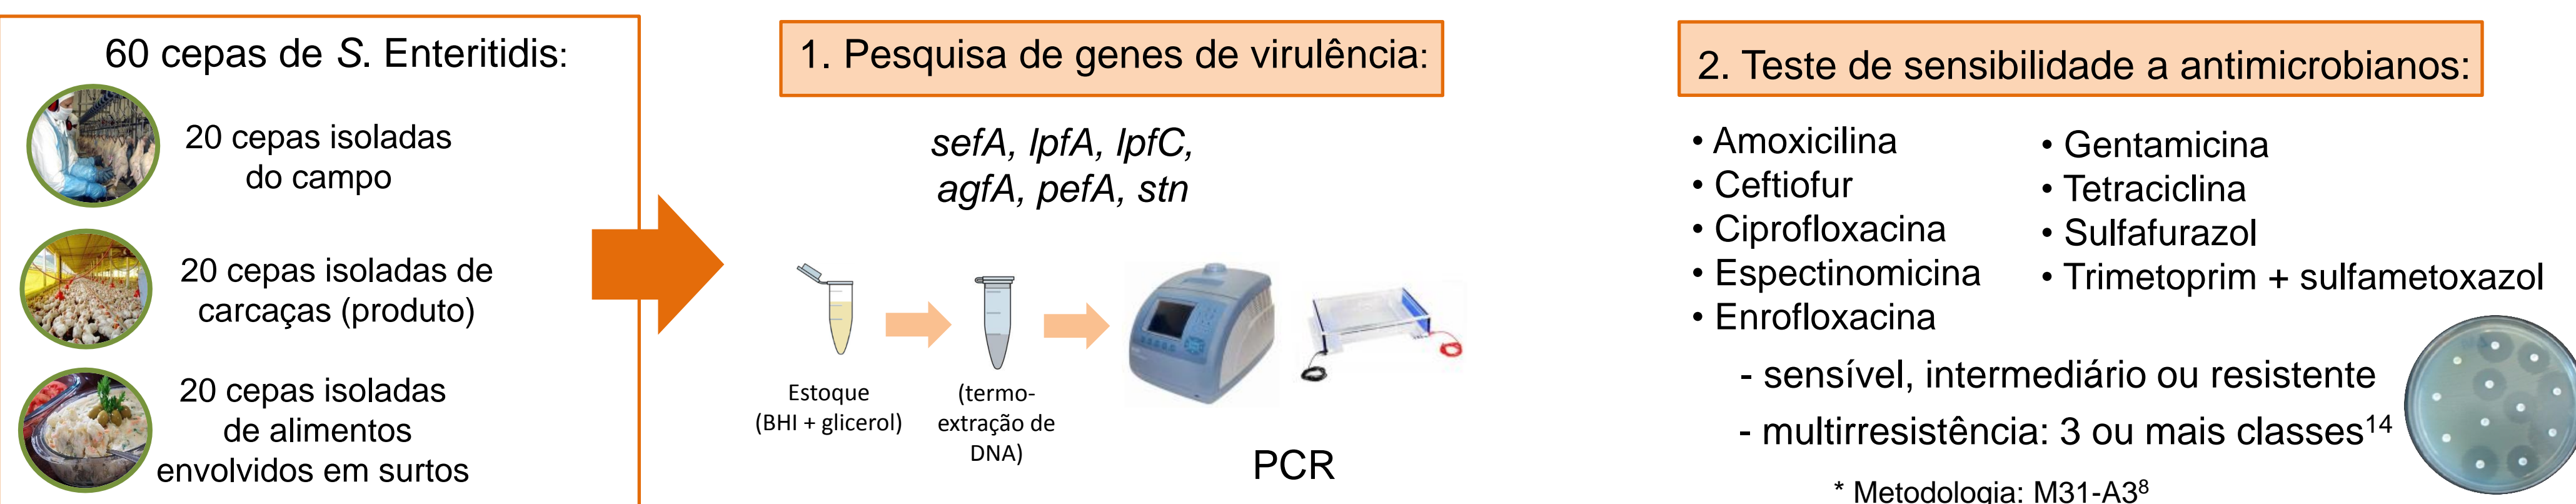 60 cepas de S. Enteritidis:
20 cepas isoladas
do campo
20 cepas isoladas de
carcaças (produto)
20 cepas isoladas
de alimentos
envolvidos em surtos
1. Pesquisa de genes de virulência:
sefA, lpfA, lpfC,
agfA, pefA, stn
Estoque
(BHI + glicerol)
(termo-
extração de
DNA)
PCR
2. Teste de sensibilidade a antimicrobianos:
• Amoxicilina
• Ceftiofur
• Ciprofloxacina
• Espectinomicina
• Enrofloxacina
• Gentamicina
• Tetraciclina
• Sulfafurazol
• Trimetoprim + sulfametoxazol
- sensível, intermediário ou resistente
- multirresistência: 3 ou mais classes¹⁴
* Metodologia: M31-A3⁸